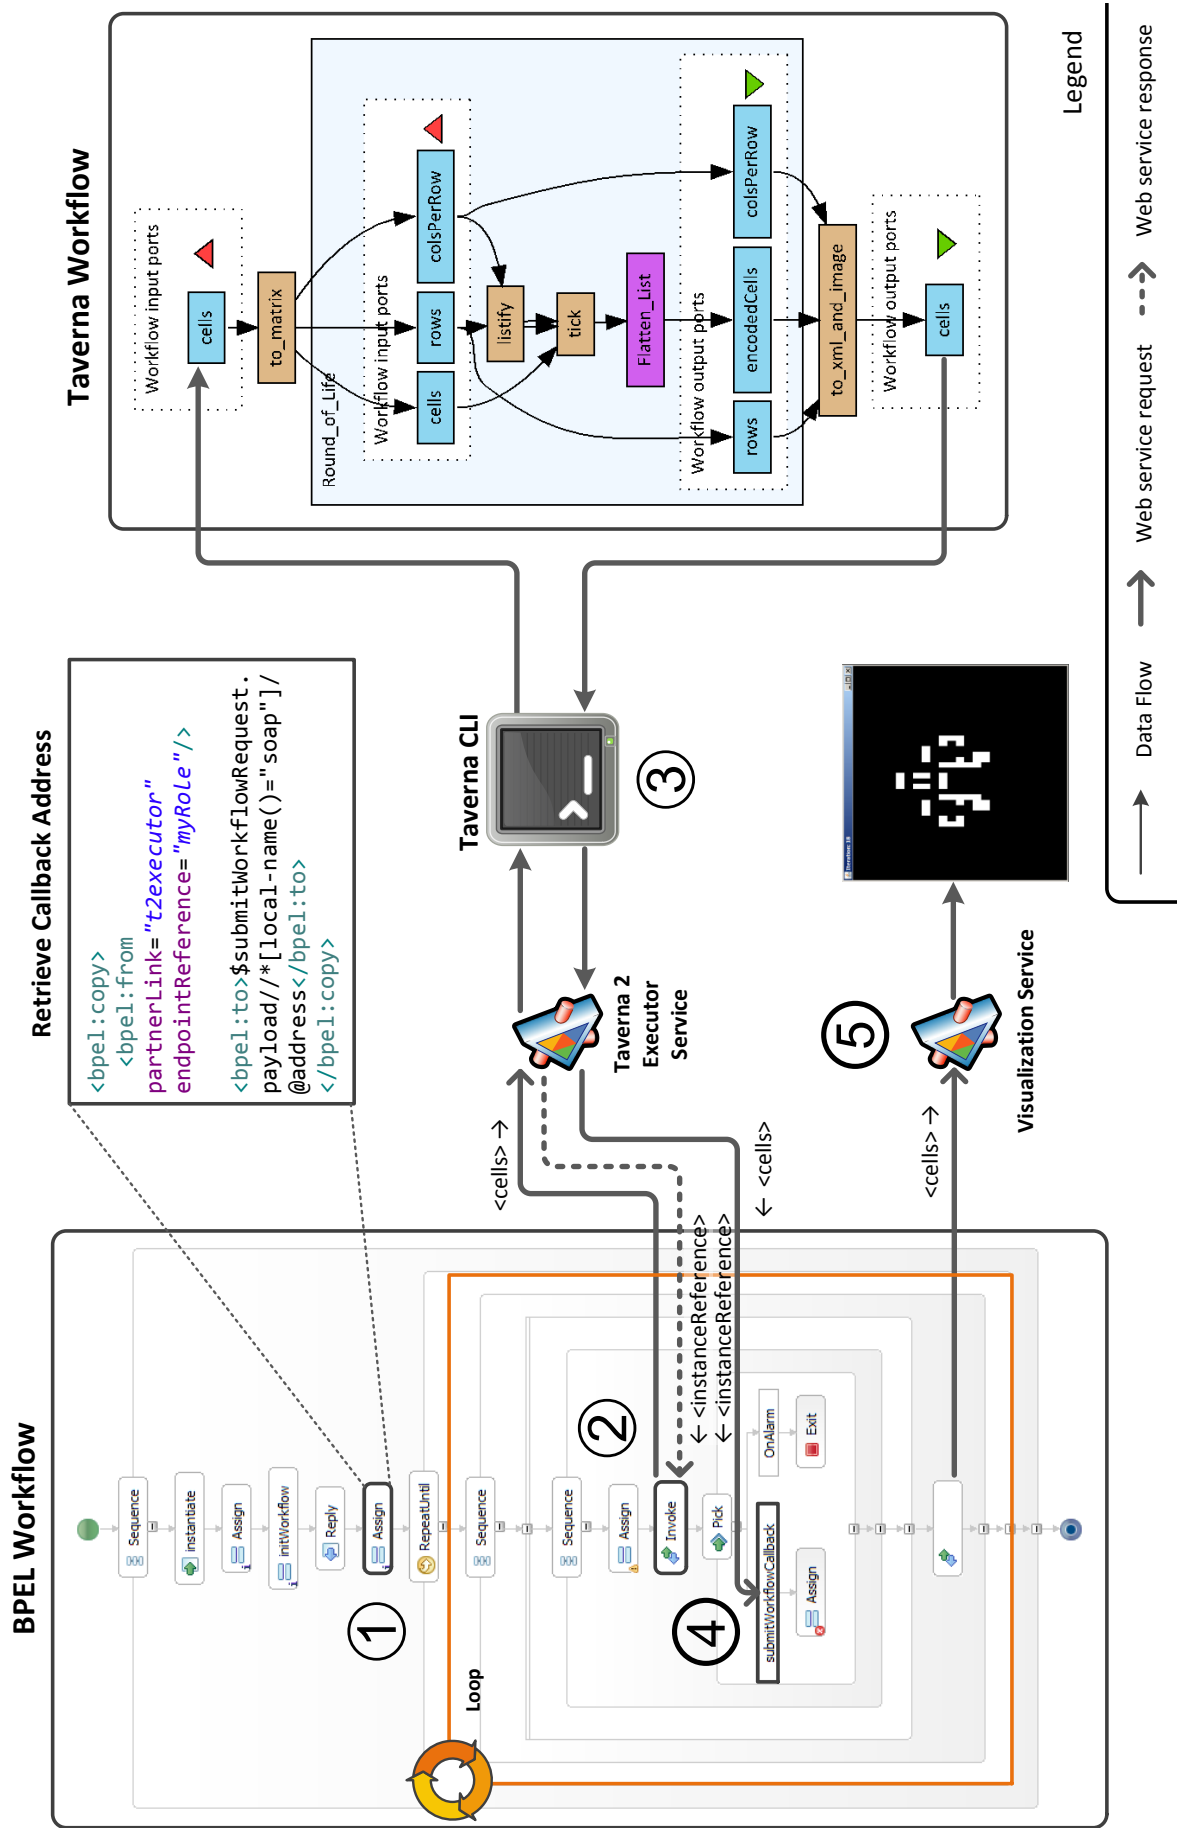 BPEL Workflow
Sequence
instantiate
Assign
initWorkflow
Reply
Assign
RepeatUntil
Sequence
Sequence
Assign
Invoke
Pick
submitWorkflowCallback
OnAlarm
Assign
Exit
Loop
1
2
3
4
5
Retrieve Callback Address
<bpel:copy>
<bpel:from
partnerLink="t2executor"
endpointReference="myRole"/>
<bpel:to>$submitWorkflowRequest.
payload//*[local-name()="soap"]/
@address</bpel:to>
</bpel:copy>
<cells> →
← <instanceReference>
← <instanceReference>
← <cells>
<cells> →
Taverna 2
Executor
Service
Visualization Service
Taverna CLI
Iteration: 18
Taverna Workflow
Workflow input ports
cells
to_matrix
Round_of_Life
Workflow input ports
cells
rows
colsPerRow
listify
tick
Flatten_List
Workflow output ports
rows
encodedCells
colsPerRow
to_xml_and_image
Workflow output ports
cells
Legend
Data Flow
Web service request
Web service response